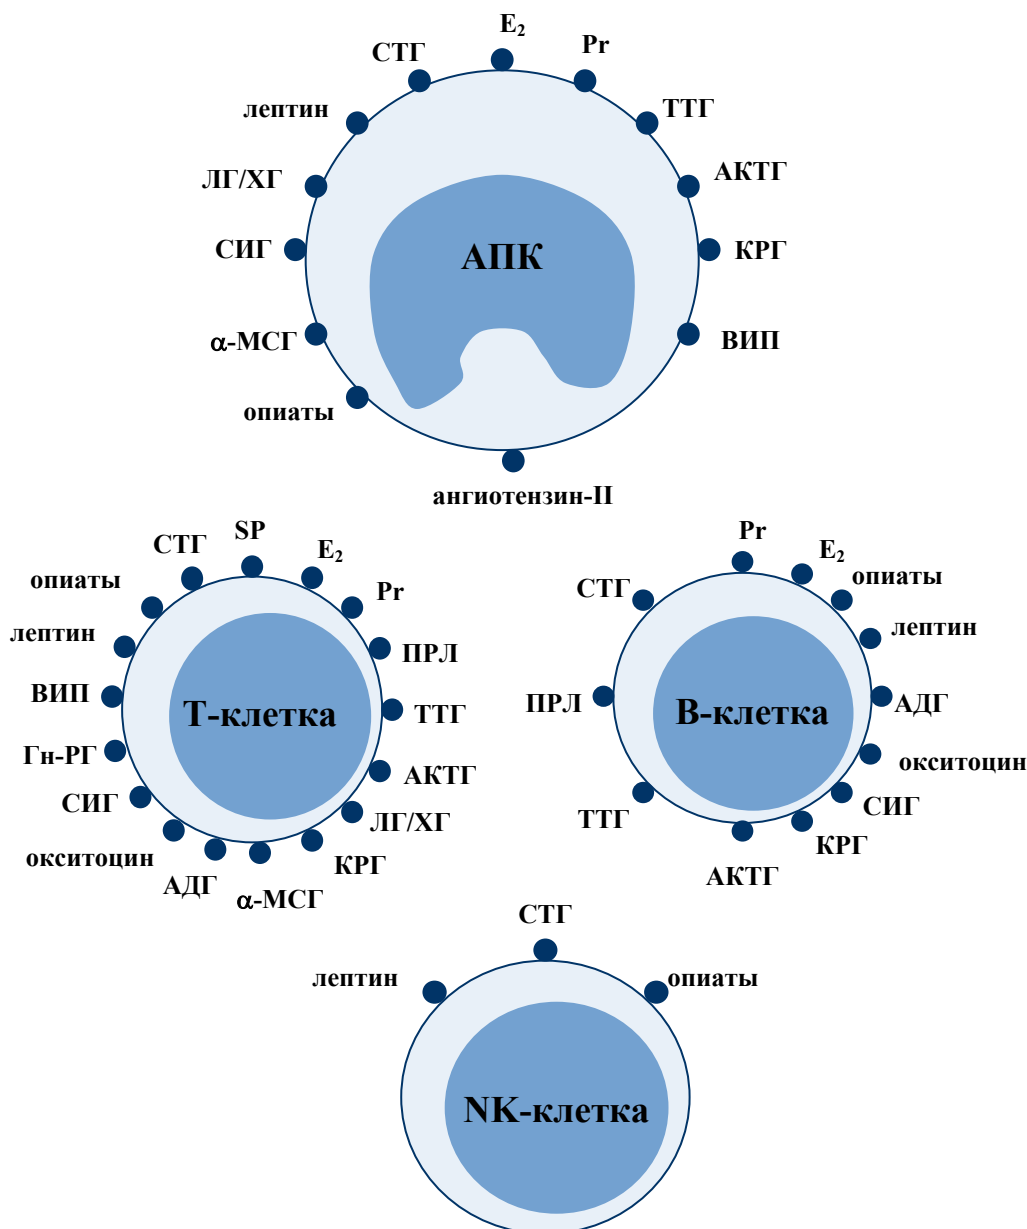 E₂
СТГ
Pr
лептин
ТТГ
ЛГ/ХГ
АКТГ
СИГ
АПК
КРГ
α-МСГ
ВИП
опиаты
ангиотензин-II
SP
СТГ
E₂
опиаты
Pr
лептин
ПРЛ
ВИП
Т-клетка
ТТГ
Гн-РГ
АКТГ
СИГ
ЛГ/ХГ
окситоцин
КРГ
АДГ
α-МСГ
Pr
E₂
СТГ
опиаты
лептин
ПРЛ
В-клетка
АДГ
окситоцин
СИГ
ТТГ
КРГ
АКТГ
СТГ
лептин
опиаты
NK-клетка